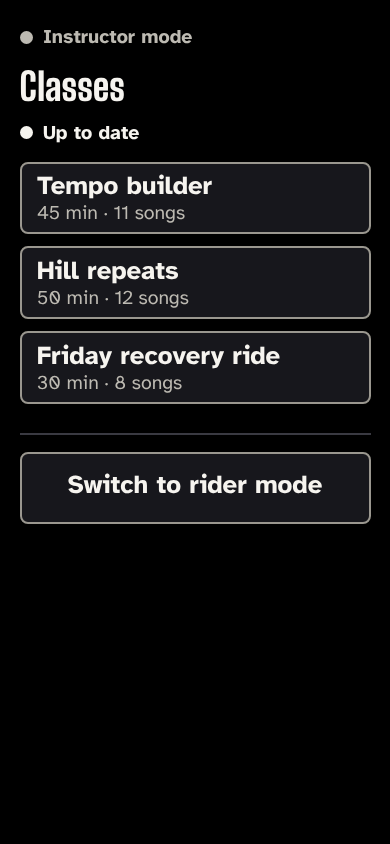 Instructor mode
Classes
Up to date
Tempo builder
45 min · 11 songs
Hill repeats
50 min · 12 songs
Friday recovery ride
30 min · 8 songs
Switch to rider mode